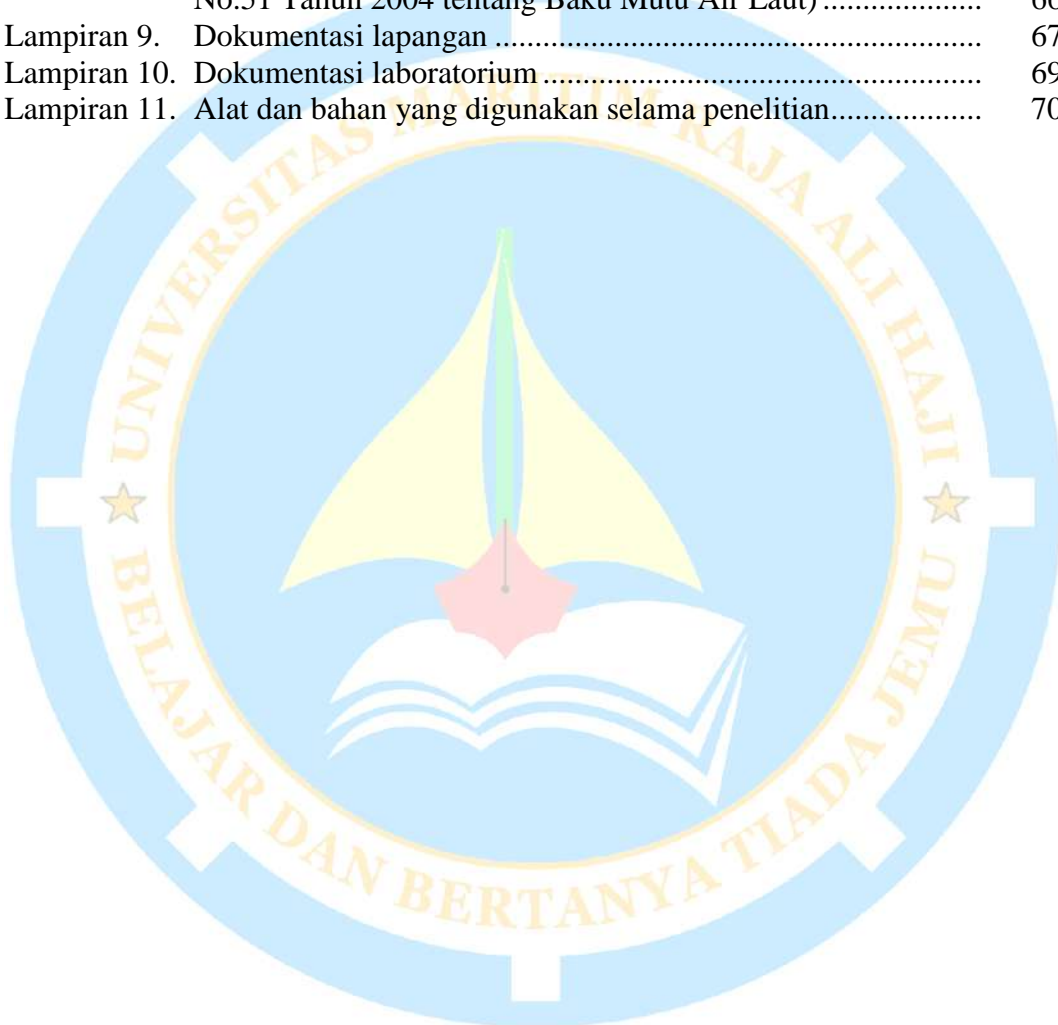 No.51 Tahun 2004 tentang Baku Mutu Air Laut) .................... 66
Lampiran 9. Dokumentasi lapangan ................................................................ 67
Lampiran 10. Dokumentasi laboratorium .......................................................... 69
Lampiran 11. Alat dan bahan yang digunakan selama penelitian .................. 70
UNIVERSITAS MARITIM RAJA ALI HAJI
BELAJAR DAN BERTANYA TIADA JEMU